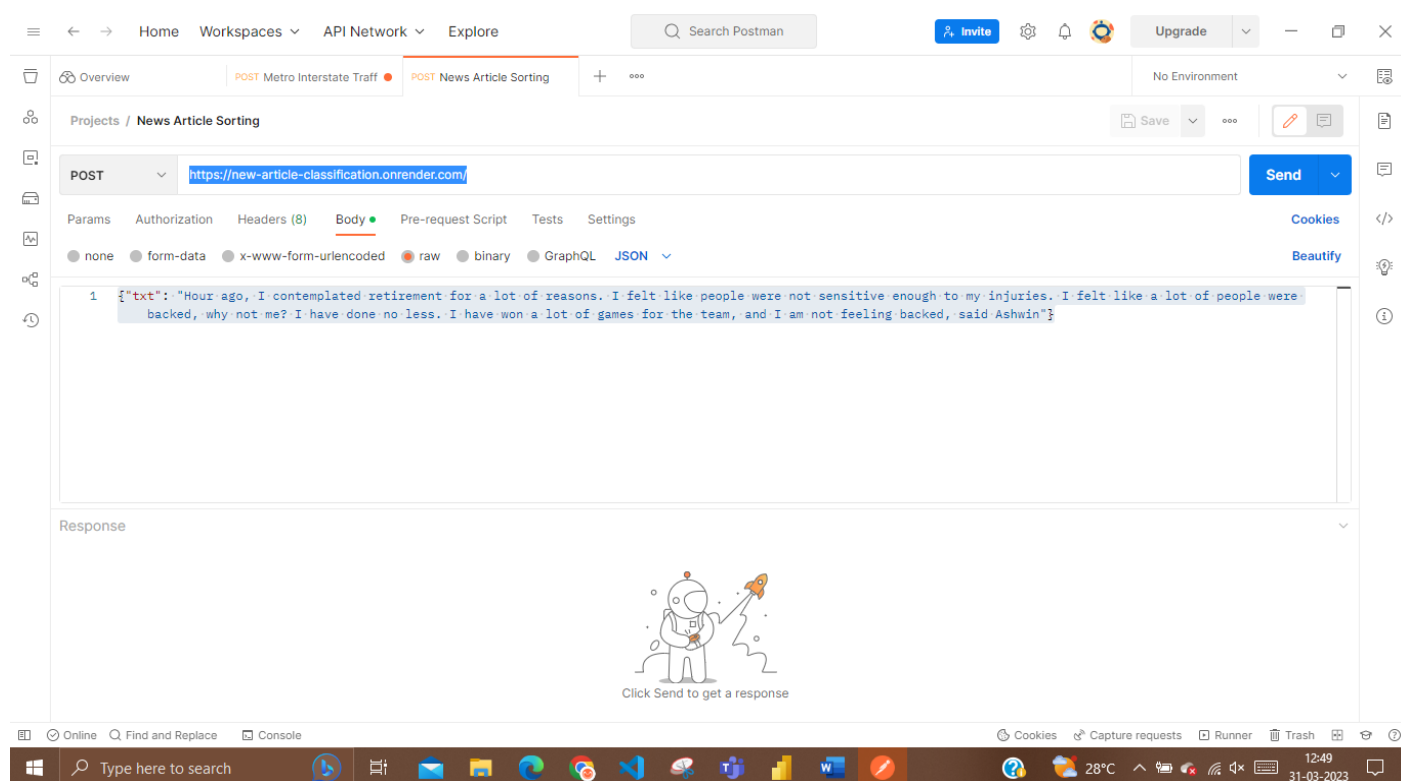 Home Workspaces API Network Explore Search Postman Invite Upgrade
Overview POST Metro Interstate Traff POST News Article Sorting No Environment
Projects / News Article Sorting Save
POST https://new-article-classification.onrender.com/ Send
Params Authorization Headers (8) Body Pre-request Script Tests Settings Cookies
none form-data x-www-form-urlencoded raw binary GraphQL JSON Beautify
1 {"txt": "Hour ago, I contemplated retirement for a lot of reasons. I felt like people were not sensitive enough to my injuries. I felt like a lot of people were
backed, why not me? I have done no less. I have won a lot of games for the team, and I am not feeling backed, said Ashwin"}
Response
Click Send to get a response
Online Find and Replace Console Cookies Capture requests Runner Trash
Type here to search 28°C 12:49
31-03-2023